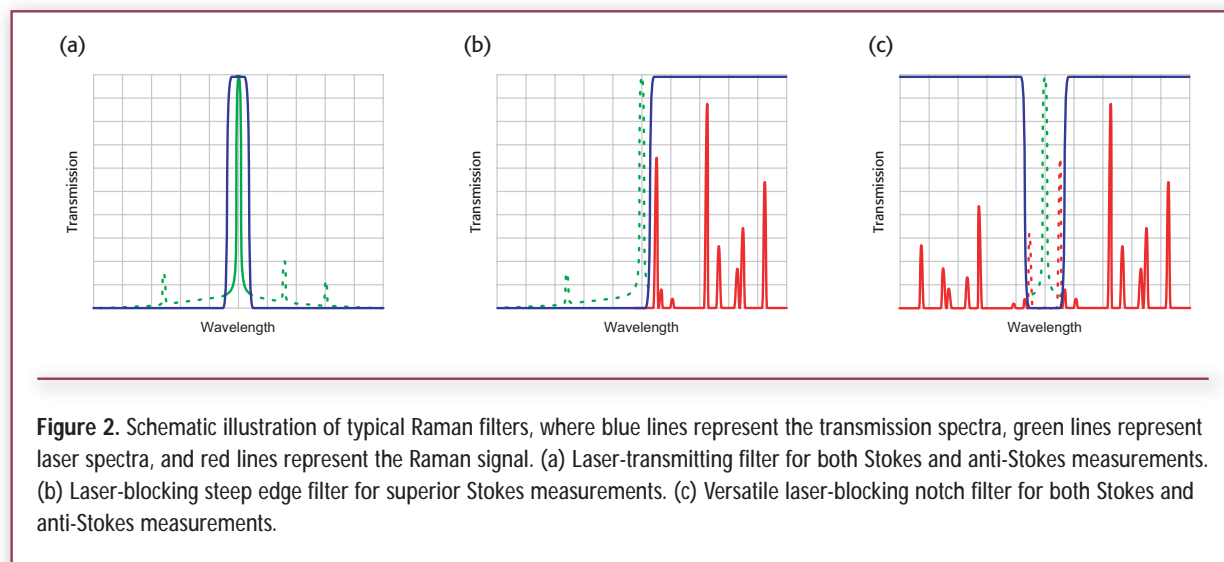 (a)
(b)
(c)
Transmission
Wavelength
Transmission
Wavelength
Transmission
Wavelength
Figure 2. Schematic illustration of typical Raman filters, where blue lines represent the transmission spectra, green lines represent
laser spectra, and red lines represent the Raman signal. (a) Laser-transmitting filter for both Stokes and anti-Stokes measurements.
(b) Laser-blocking steep edge filter for superior Stokes measurements. (c) Versatile laser-blocking notch filter for both Stokes and
anti-Stokes measurements.